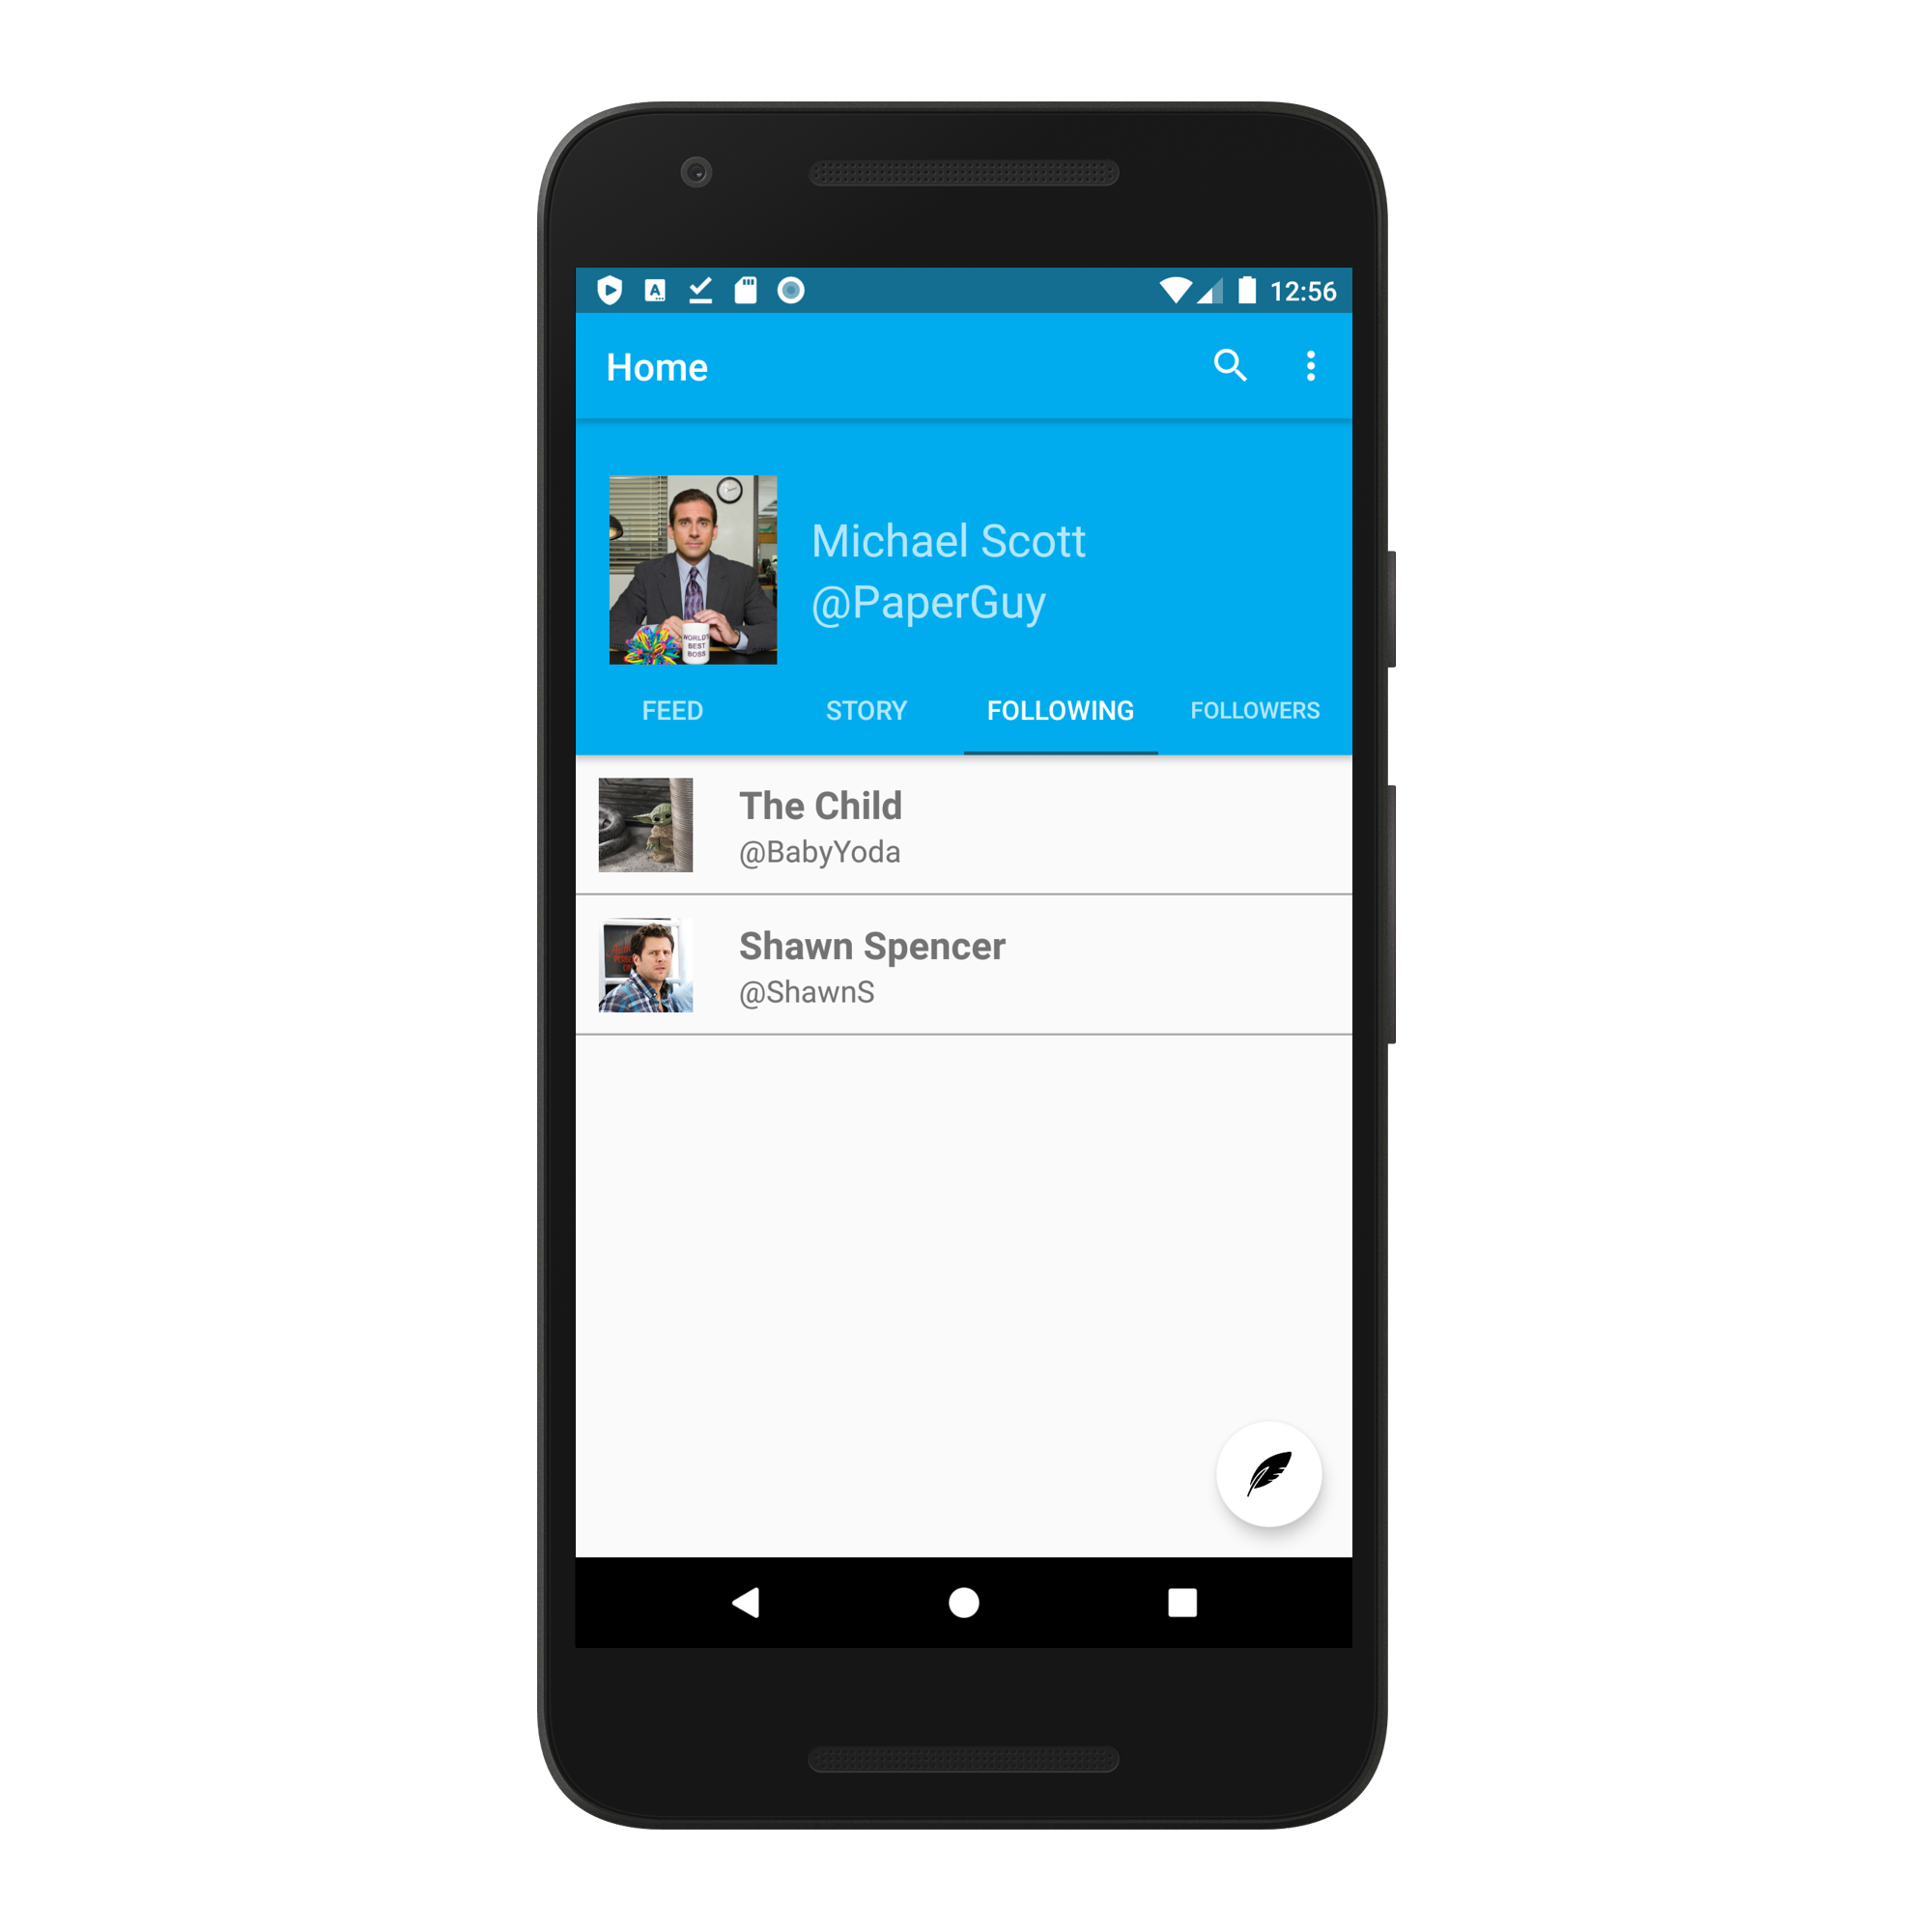 A
12:56
Home
WORLD'S
BEST
BOSS
Michael Scott
@PaperGuy
FEED STORY FOLLOWING FOLLOWERS
The Child
@BabyYoda
Shawn Spencer
@ShawnS